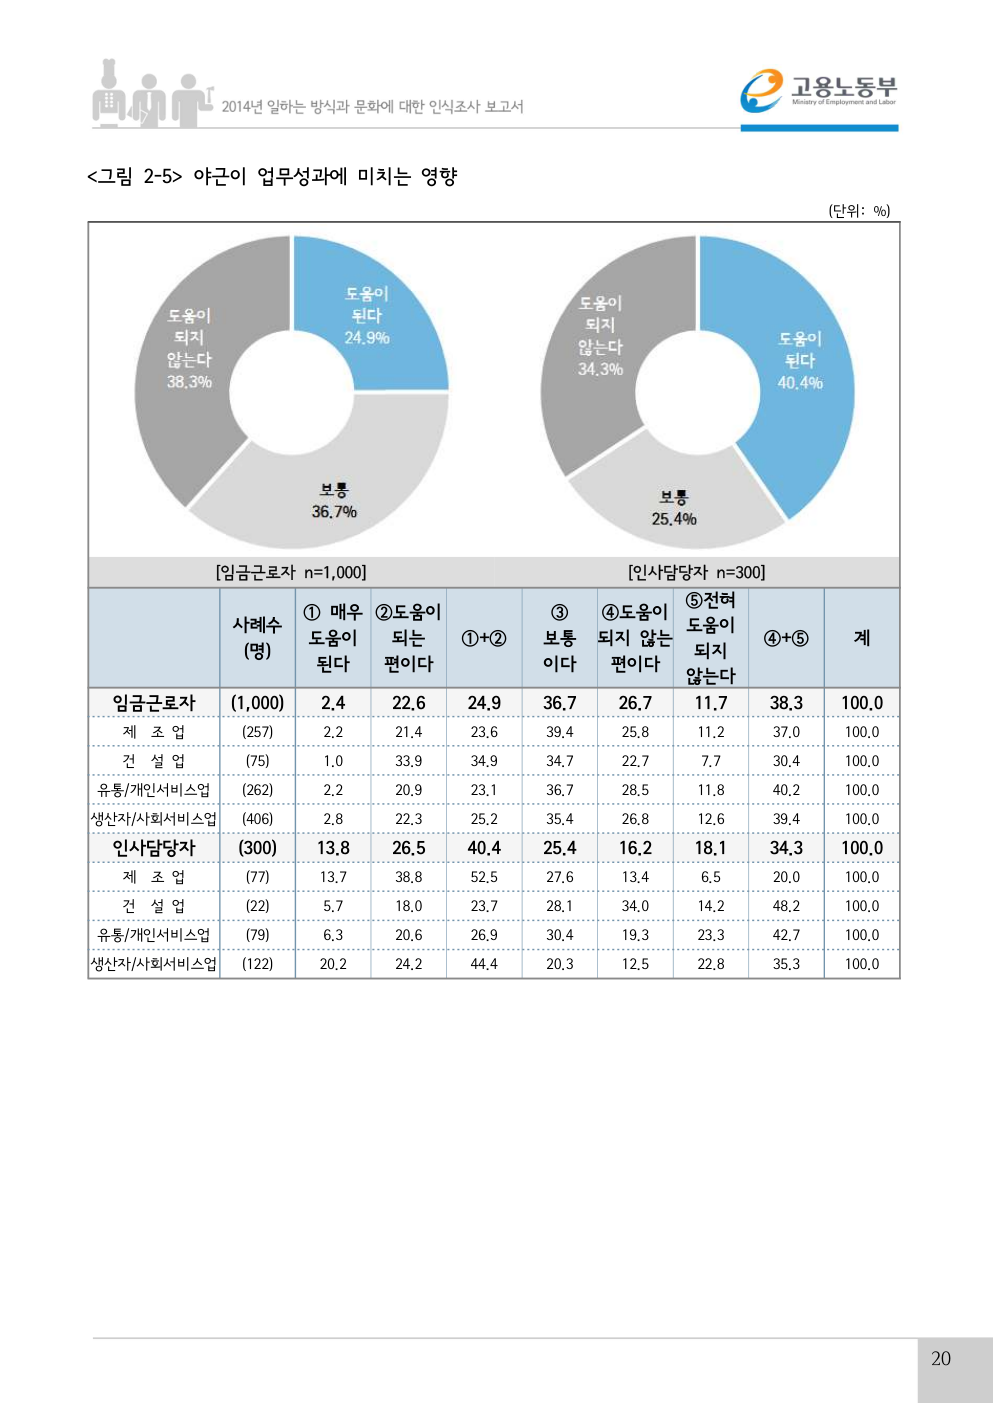 2014년 일하는 방식과 문화에 대한 인식조사 보고서
고용노동부
Ministry of Employment and Labor
<그림 2-5> 야근이 업무성과에 미치는 영향
(단위: %)
도움이
된다
24.9%
보통
36.7%
도움이
되지
않는다
38.3%
도움이
된다
40.4%
보통
25.4%
도움이
되지
않는다
34.3%
[임금근로자 n=1,000] [인사담당자 n=300]
사례수
(명)
① 매우
도움이
된다
②도움이
되는
편이다
①+②
③
보통
이다
④도움이
되지 않는
편이다
⑤전혀
도움이
되지
않는다
④+⑤
계
임금근로자 (1,000) 2.4 22.6 24.9 36.7 26.7 11.7 38.3 100.0
제 조 업 (257) 2.2 21.4 23.6 39.4 25.8 11.2 37.0 100.0
건 설 업 (75) 1.0 33.9 34.9 34.7 22.7 7.7 30.4 100.0
유통/개인서비스업 (262) 2.2 20.9 23.1 36.7 28.5 11.8 40.2 100.0
생산자/사회서비스업 (406) 2.8 22.3 25.2 35.4 26.8 12.6 39.4 100.0
인사담당자 (300) 13.8 26.5 40.4 25.4 16.2 18.1 34.3 100.0
제 조 업 (77) 13.7 38.8 52.5 27.6 13.4 6.5 20.0 100.0
건 설 업 (22) 5.7 18.0 23.7 28.1 34.0 14.2 48.2 100.0
유통/개인서비스업 (79) 6.3 20.6 26.9 30.4 19.3 23.3 42.7 100.0
생산자/사회서비스업 (122) 20.2 24.2 44.4 20.3 12.5 22.8 35.3 100.0
20